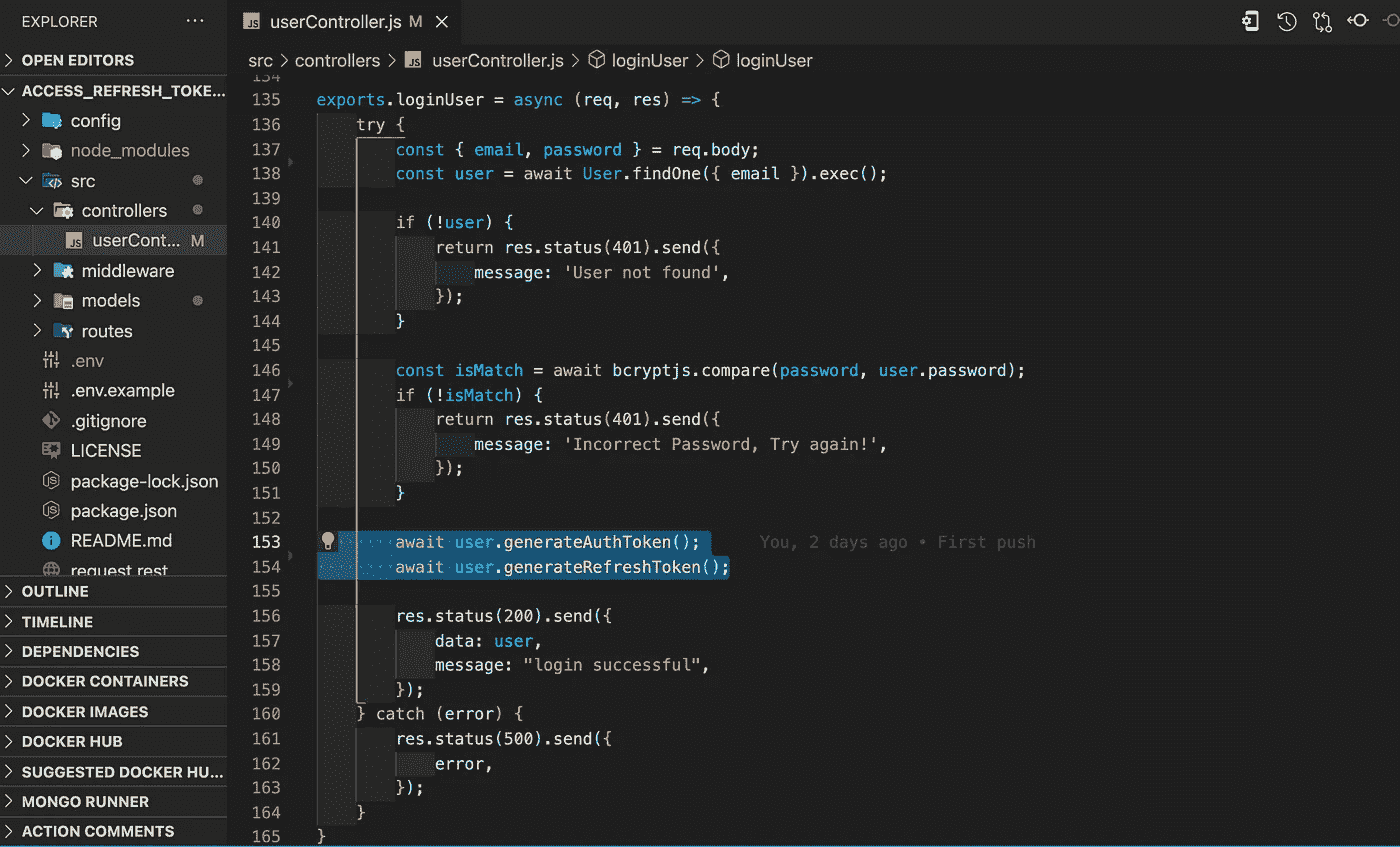 EXPLORER
OPEN EDITORS
ACCESS_REFRESH_TOKE...
config
node_modules
src
controllers
userCont... M
middleware
models
routes
.env
.env.example
.gitignore
LICENSE
package-lock.json
package.json
README.md
request.rest
OUTLINE
TIMELINE
DEPENDENCIES
DOCKER CONTAINERS
DOCKER IMAGES
DOCKER HUB
SUGGESTED DOCKER HU...
MONGO RUNNER
ACTION COMMENTS
JS userController.js M
src > controllers > JS userController.js > loginUser > loginUser
134
135 exports.loginUser = async (req, res) => {
136 try {
137 const { email, password } = req.body;
138 const user = await User.findOne({ email }).exec();
139
140 if (!user) {
141 return res.status(401).send({
142 message: 'User not found',
143 });
144 }
145
146 const isMatch = await bcryptjs.compare(password, user.password);
147 if (!isMatch) {
148 return res.status(401).send({
149 message: 'Incorrect Password, Try again!',
150 });
151 }
152
153 await user.generateAuthToken(); You, 2 days ago • First push
154 await user.generateRefreshToken();
155
156 res.status(200).send({
157 data: user,
158 message: "login successful",
159 });
160 } catch (error) {
161 res.status(500).send({
162 error,
163 });
164 }
165 }